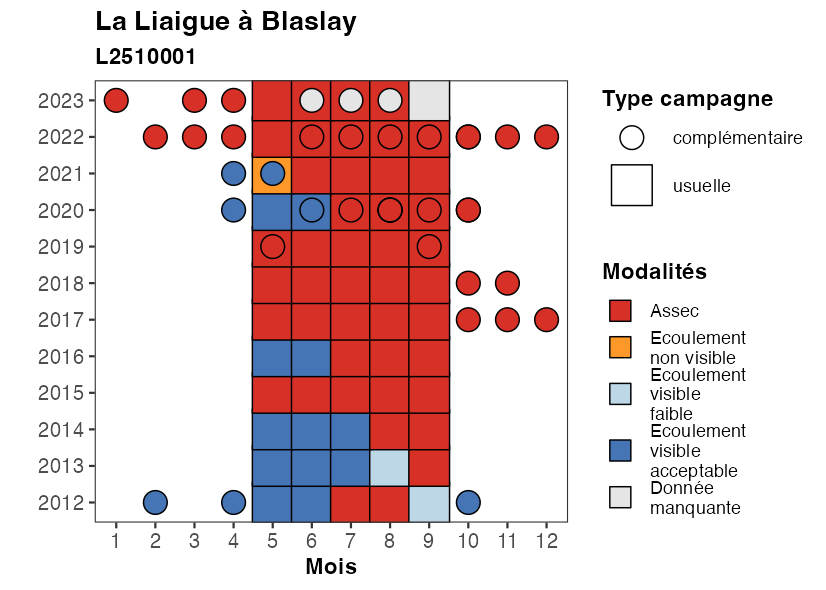 La Liaigue à Blaslay
L2510001
2023
2022
2021
2020
2019
2018
2017
2016
2015
2014
2013
2012
1 2 3 4 5 6 7 8 9 10 11 12
Mois
Type campagne
complémentaire
usuelle
Modalités
Assec
Ecoulement
non visible
Ecoulement
visible
faible
Ecoulement
visible
acceptable
Donnée
manquante